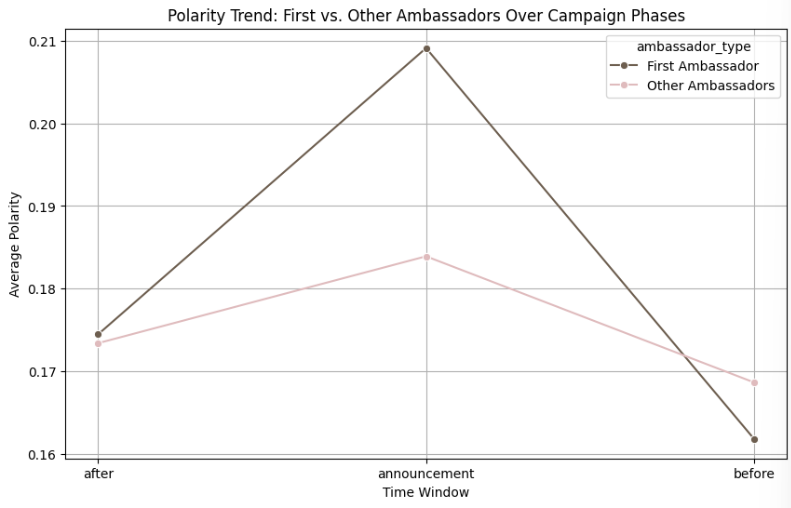 Polarity Trend: First vs. Other Ambassadors Over Campaign Phases
ambassador_type
First Ambassador
Other Ambassadors
Average Polarity
0.21
0.20
0.19
0.18
0.17
0.16
after
announcement
before
Time Window